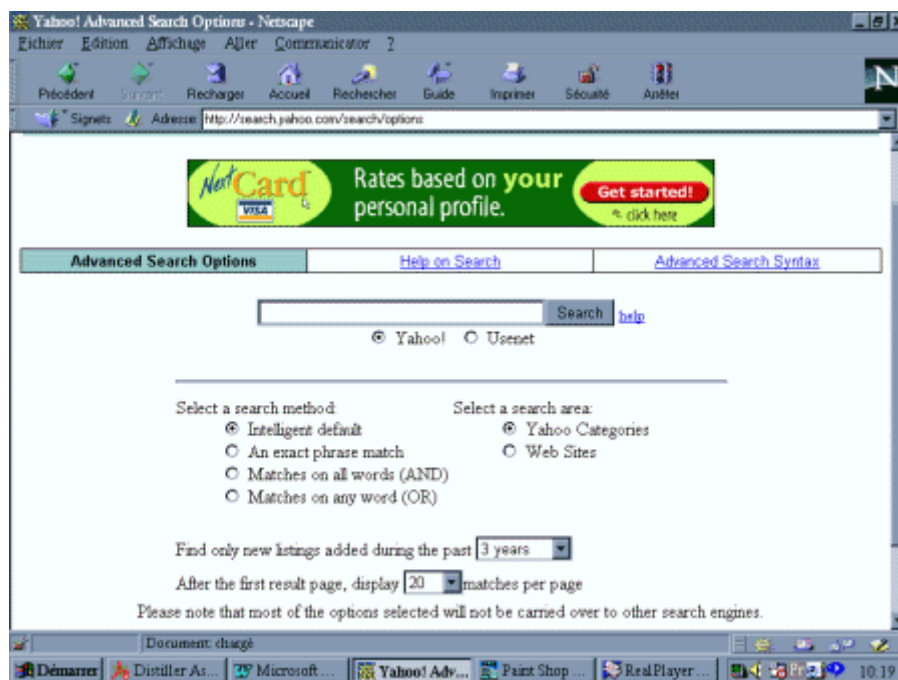 Yahoo! Advanced Search Options - Netscape
Fichier Edition Affichage Aller Communicator ?
Précédent Suivant Recharger Accueil Rechercher Guide Imprimer Sécurité Arrêter
N
Signets Adresse: http://search.yahoo.com/search/options
Next Card VISA
Rates based on your
personal profile.
Get started!
click here
Advanced Search Options Help on Search Advanced Search Syntax
Search help
Yahoo! Usenet
Select a search method: Select a search area:
Intelligent default Yahoo Categories
An exact phrase match Web Sites
Matches on all words (AND)
Matches on any word (OR)
Find only new listings added during the past 3 years
After the first result page, display 20 matches per page
Please note that most of the options selected will not be carried over to other search engines.
Document: chargé
Démarrer Distiller As... Microsoft ... Yahoo! Adv... Paint Shop ... RealPlayer ... 10:19